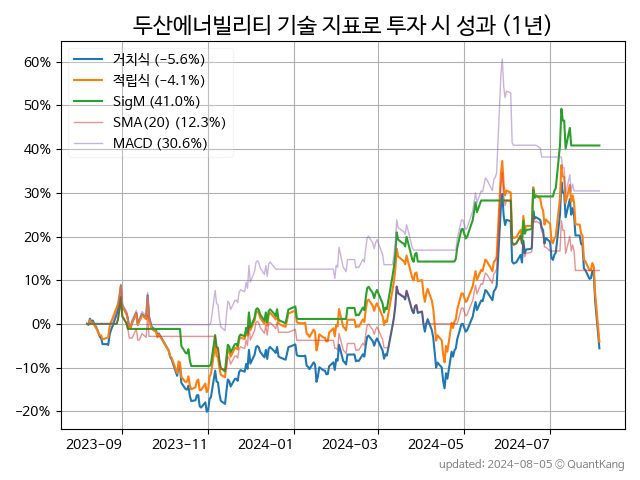 두산에너빌리티 기술 지표로 투자 시 성과 (1년)
거치식 (−5.6%)
적립식 (−4.1%)
SigM (41.0%)
SMA(20) (12.3%)
MACD (30.6%)
60%
50%
40%
30%
20%
10%
0%
−10%
−20%
2023-09 2023-11 2024-01 2024-03 2024-05 2024-07
updated: 2024-08-05 © QuantKang